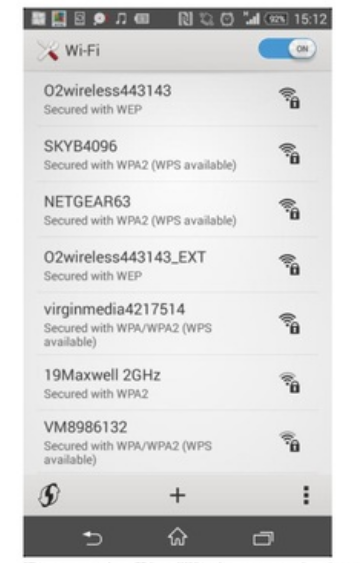 92% 15:12
Wi-Fi ON
O2wireless443143
Secured with WEP
SKYB4096
Secured with WPA2 (WPS available)
NETGEAR63
Secured with WPA2 (WPS available)
O2wireless443143_EXT
Secured with WEP
virginmedia4217514
Secured with WPA/WPA2 (WPS
available)
19Maxwell 2GHz
Secured with WPA2
VM8986132
Secured with WPA/WPA2 (WPS
available)